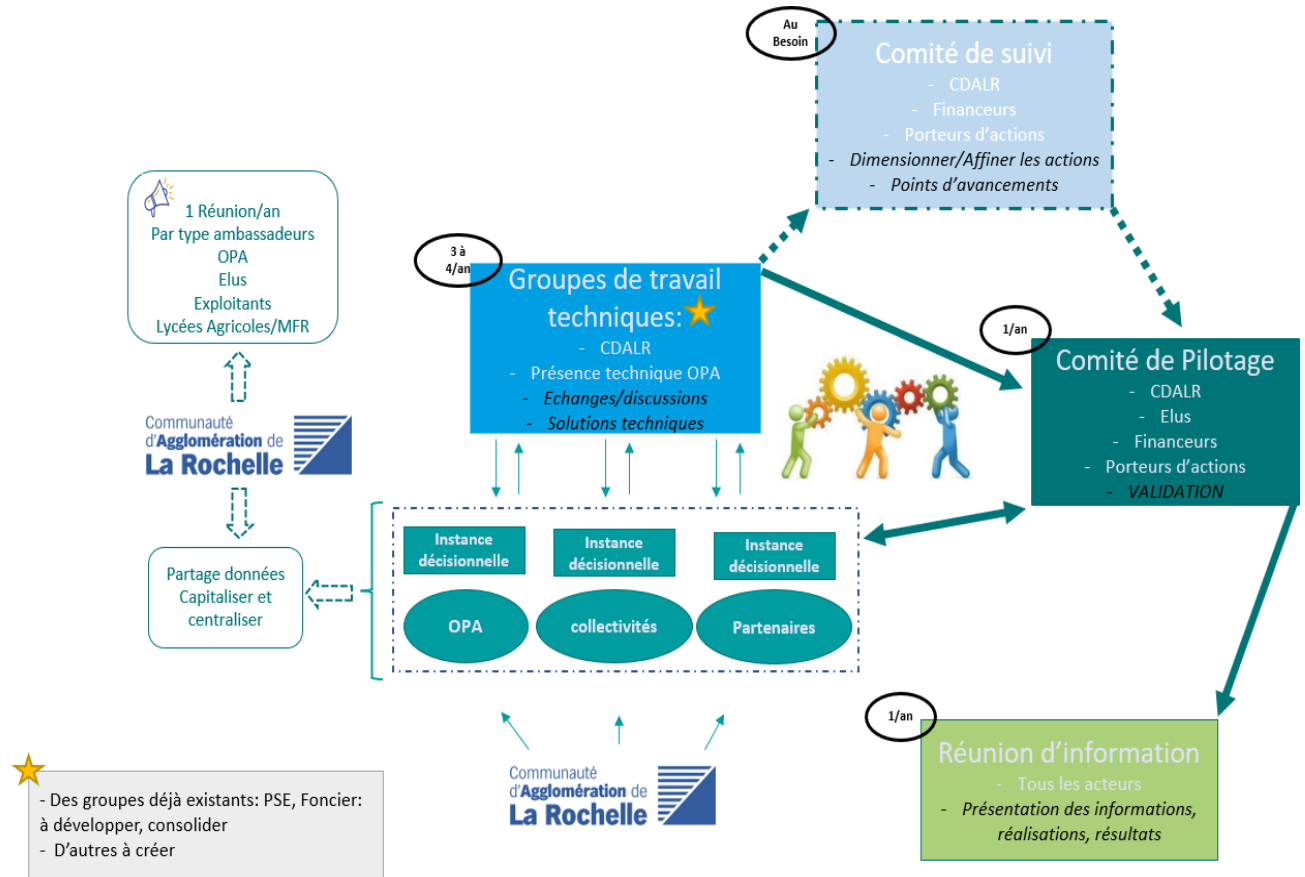 Au
Besoin
Comité de suivi
- CDALR
- Financeurs
- Porteurs d'actions
- Dimensionner/Affiner les actions
- Points d'avancements
1 Réunion/an
Par type ambassadeurs
OPA
Elus
Exploitants
Lycées Agricoles/MFR
3 à
4/an
Groupes de travail
techniques:
- CDALR
- Présence technique OPA
- Echanges/discussions
- Solutions techniques
1/an
Comité de Pilotage
- CDALR
- Elus
- Financeurs
- Porteurs d'actions
- VALIDATION
Communauté
d'Agglomération de
La Rochelle
Partage données
Capitaliser et
centraliser
Instance
décisionnelle
Instance
décisionnelle
Instance
décisionnelle
OPA
collectivités
Partenaires
Communauté
d'Agglomération de
La Rochelle
1/an
Réunion d'information
- Tous les acteurs
- Présentation des informations,
réalisations, résultats
- Des groupes déjà existants: PSE, Foncier:
à développer, consolider
- D'autres à créer